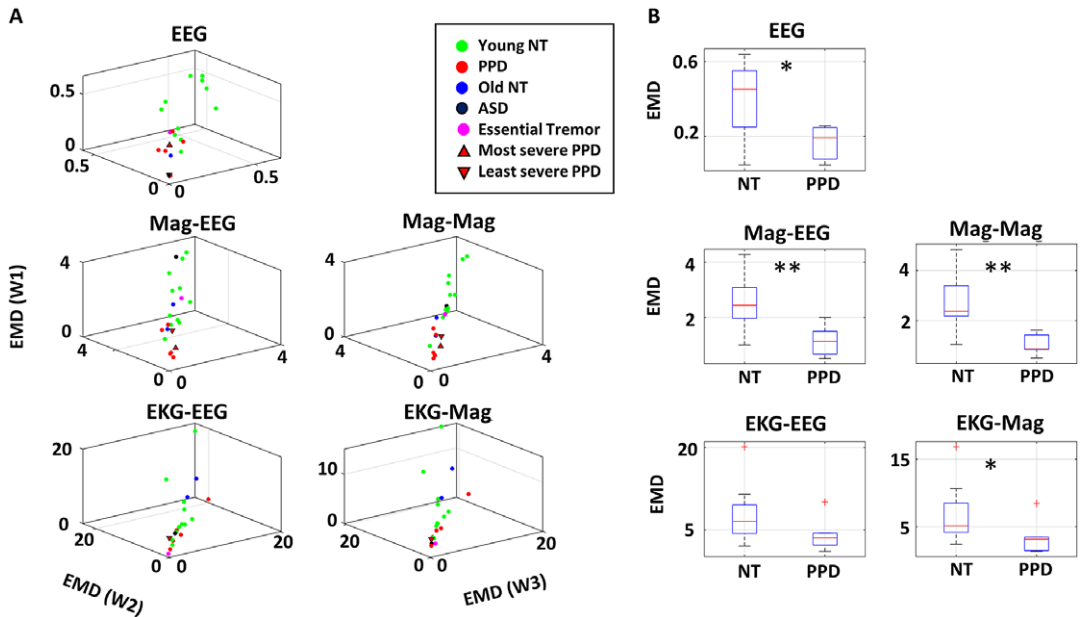 A
B
EEG
0.5
0
0.5
0
0
0.5
Young NT
PPD
Old NT
ASD
Essential Tremor
Most severe PPD
Least severe PPD
EEG
EMD
0.6
0.2
*
NT
PPD
Mag-EEG
4
0
4
0
0
4
Mag-Mag
4
0
4
0
0
4
EMD (W1)
Mag-EEG
EMD
4
2
**
NT
PPD
Mag-Mag
4
2
**
NT
PPD
EKG-EEG
20
0
20
0
0
20
EKG-Mag
10
0
20
0
0
20
EMD (W2)
EMD (W3)
EKG-EEG
EMD
20
5
NT
PPD
EKG-Mag
15
5
*
NT
PPD